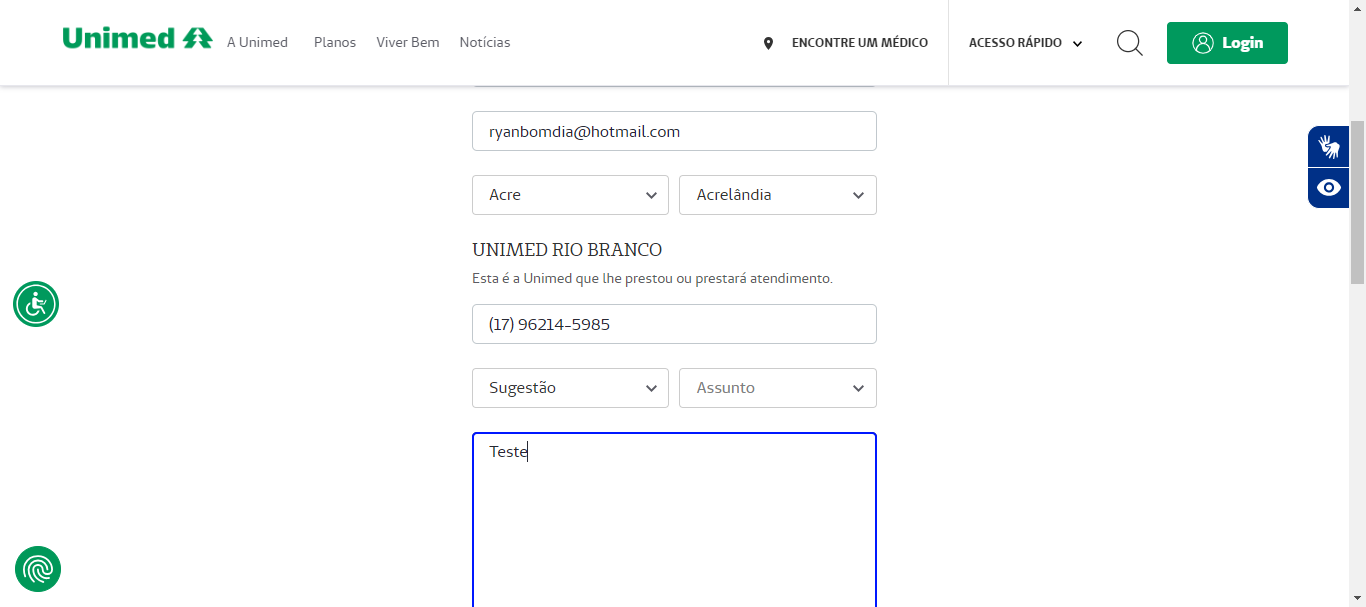 Unimed A Unimed Planos Viver Bem Notícias ENCONTRE UM MÉDICO ACESSO RÁPIDO Login
ryanbomdia@hotmail.com
Acre Acrelândia
UNIMED RIO BRANCO
Esta é a Unimed que lhe prestou ou prestará atendimento.
(17) 96214-5985
Sugestão Assunto
Teste